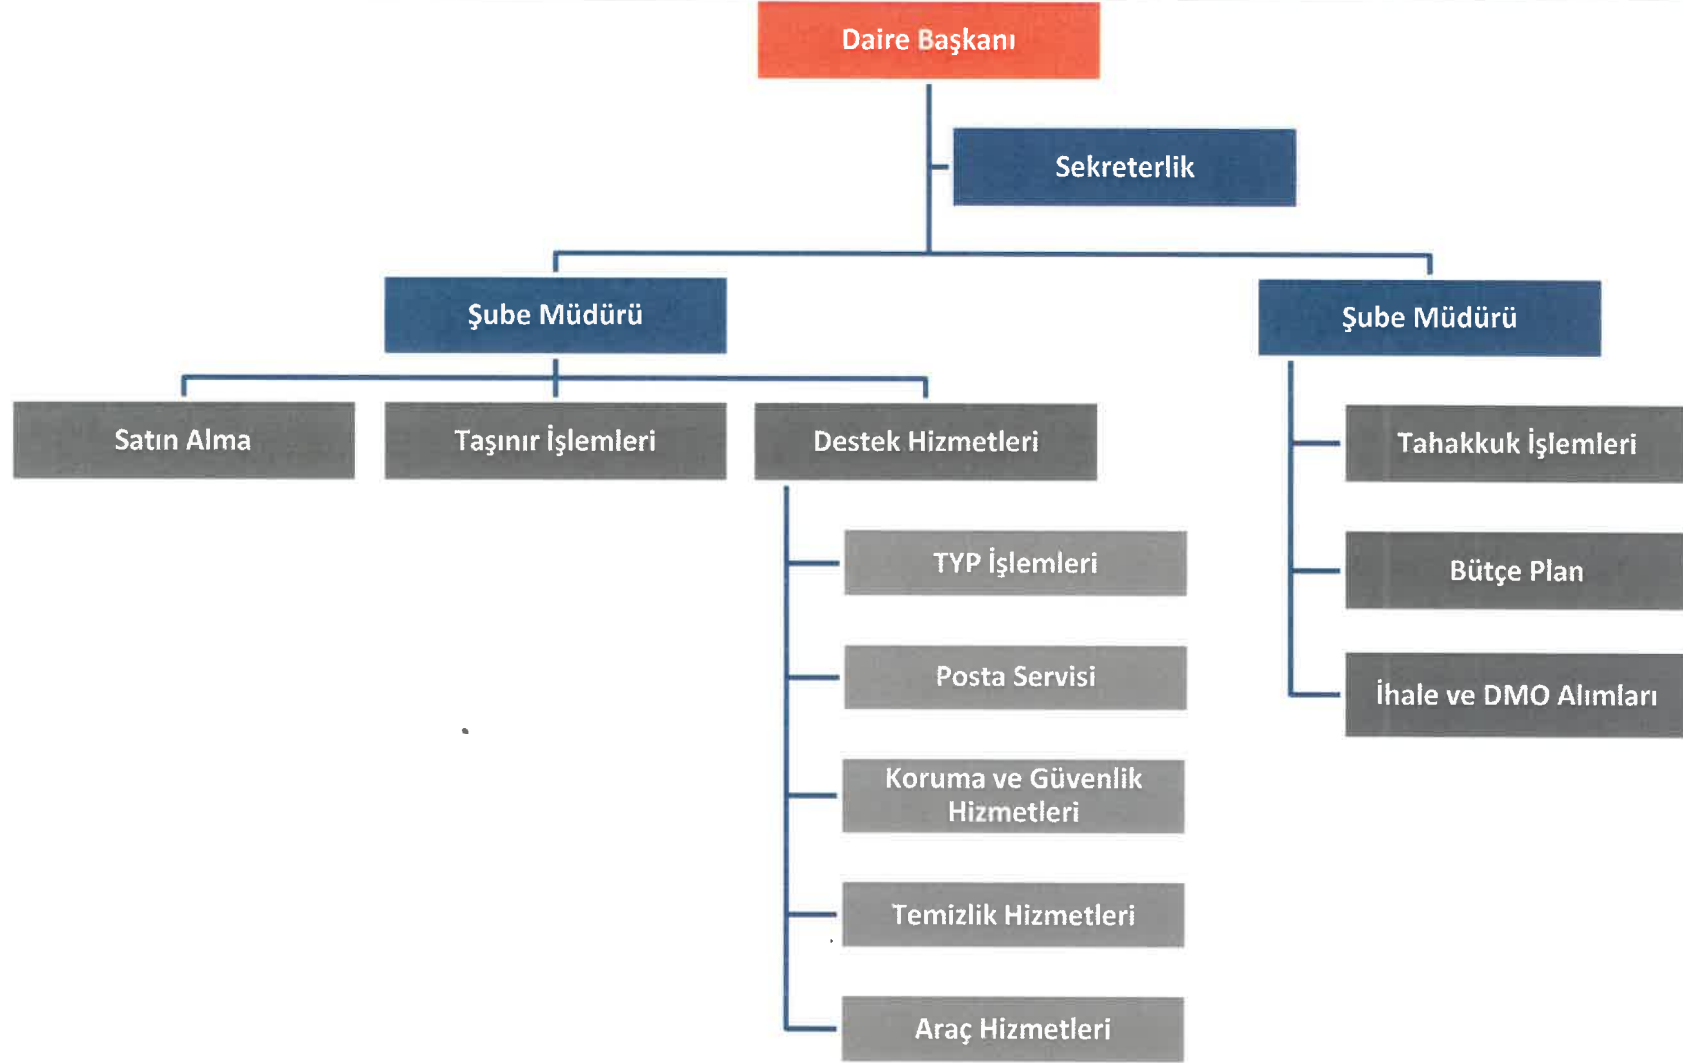 Daire Başkanı
Sekreterlik
Şube Müdürü
Şube Müdürü
Satın Alma
Taşınır İşlemleri
Destek Hizmetleri
Tahakkuk İşlemleri
TYP İşlemleri
Bütçe Plan
Posta Servisi
İhale ve DMO Alımları
Koruma ve Güvenlik
Hizmetleri
Temizlik Hizmetleri
Araç Hizmetleri